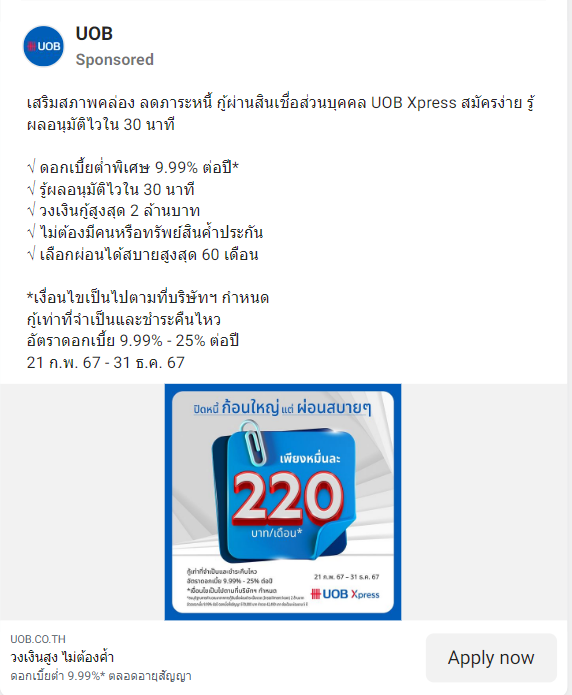 UOB
UOB
Sponsored
เสริมสภาพคล่อง ลดภาระหนี้ กู้ผ่านสินเชื่อส่วนบุคคล UOB Xpress สมัครง่าย รู้
ผลอนุมัติไวใน 30 นาที
√ ดอกเบี้ยต่ำพิเศษ 9.99% ต่อปี*
√ รู้ผลอนุมัติไวใน 30 นาที
√ วงเงินกู้สูงสุด 2 ล้านบาท
√ ไม่ต้องมีคนหรือทรัพย์สินค้ำประกัน
√ เลือกผ่อนได้สบายสูงสุด 60 เดือน
*เงื่อนไขเป็นไปตามที่บริษัทฯ กำหนด
กู้เท่าที่จำเป็นและชำระคืนไหว
อัตราดอกเบี้ย 9.99% - 25% ต่อปี
21 ก.พ. 67 - 31 ธ.ค. 67
ปิดหนี้ ก้อนใหญ่ แต่ ผ่อนสบายๆ
เพียงหมื่นละ
220
บาท/เดือน*
กู้เท่าที่จำเป็นและชำระคืนไหว
อัตราดอกเบี้ย 9.99% - 25% ต่อปี
*เงื่อนไขเป็นไปตามที่บริษัทฯ กำหนด
21 ก.พ. 67 – 31 ธ.ค. 67
UOB Xpress
UOB.CO.TH
วงเงินสูง ไม่ต้องค้ำ
ดอกเบี้ยต่ำ 9.99%* ตลอดอายุสัญญา
Apply now